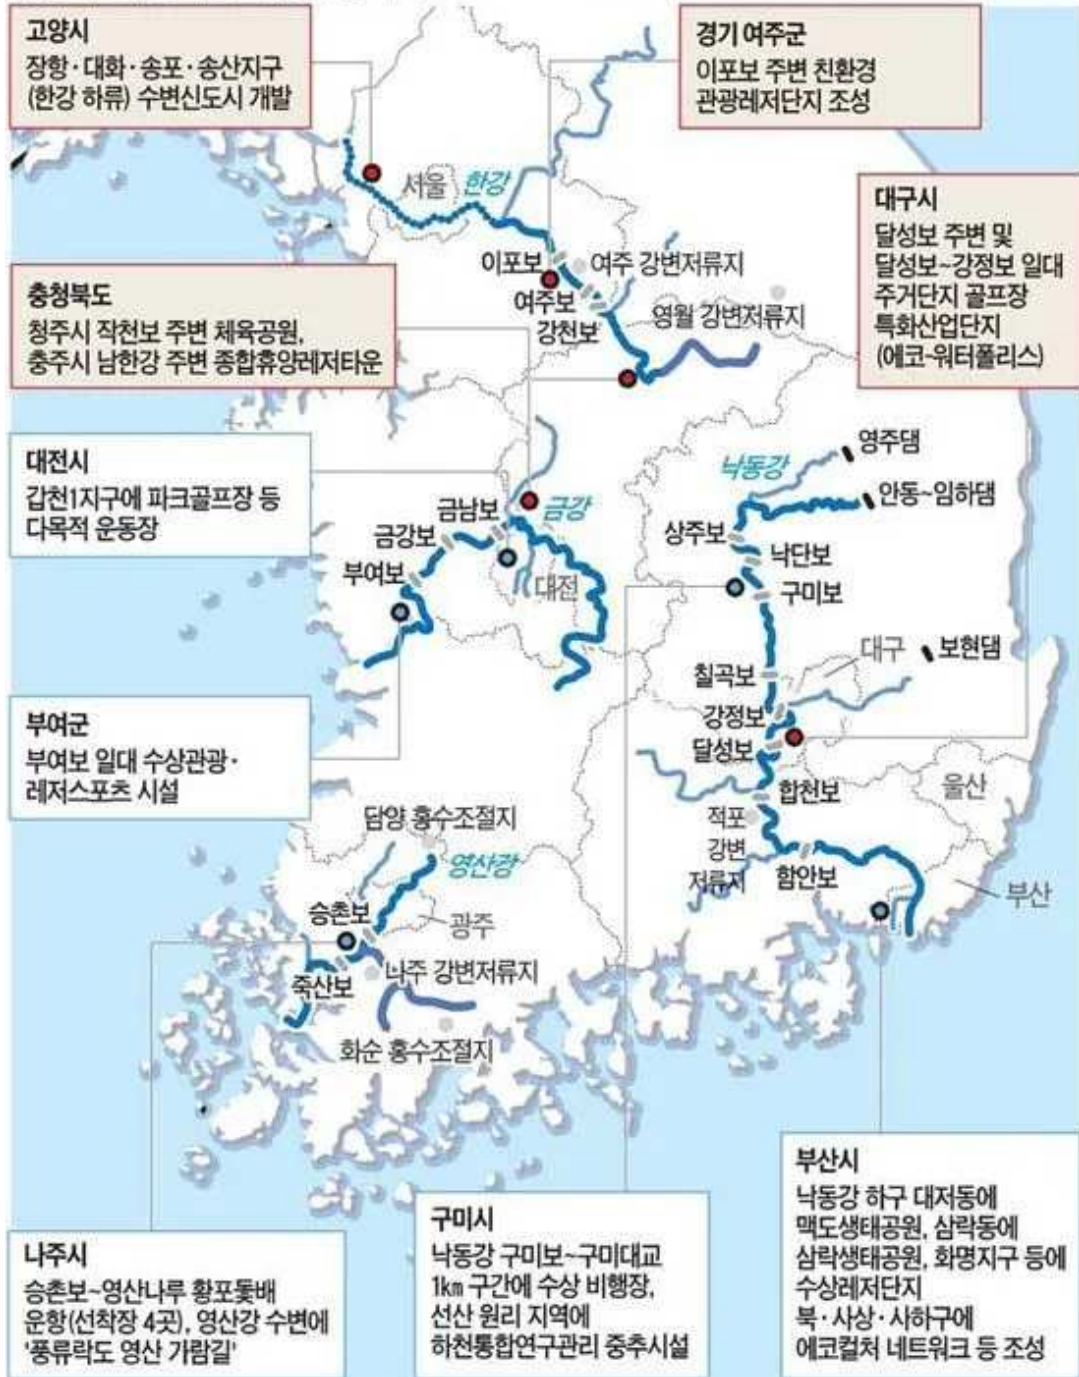 고양시
장항·대화·송포·송산지구
(한강 하류) 수변신도시 개발
경기 여주군
이포보 주변 친환경
관광레저단지 조성
대구시
달성보 주변 및
달성보~강정보 일대
주거단지 골프장
특화산업단지
(에코-워터폴리스)
서울
한강
이포보
여주 강변저류지
여주보
강천보
영월 강변저류지
충청북도
청주시 작천보 주변 체육공원,
충주시 남한강 주변 종합휴양레저타운
대전시
갑천1지구에 파크골프장 등
다목적 운동장
금남보
금강
금강보
부여보
대전
낙동강
영주댐
안동~임하댐
상주보
낙단보
구미보
대구
보현댐
칠곡보
강정보
달성보
합천보
울산
적포
강변
저류지
함안보
부산
부여군
부여보 일대 수상관광·
레저스포츠 시설
담양 홍수조절지
영산강
승촌보
광주
나주 강변저류지
죽산보
화순 홍수조절지
나주시
승촌보~영산나루 황포돛배
운항(선착장 4곳), 영산강 수변에
'풍류락도 영산 가람길'
구미시
낙동강 구미보~구미대교
1㎞ 구간에 수상 비행장,
선산 원리 지역에
하천통합연구관리 중추시설
부산시
낙동강 하구 대저동에
맥도생태공원, 삼락동에
삼락생태공원, 화명지구 등에
수상레저단지
북·사상·사하구에
에코컬처 네트워크 등 조성